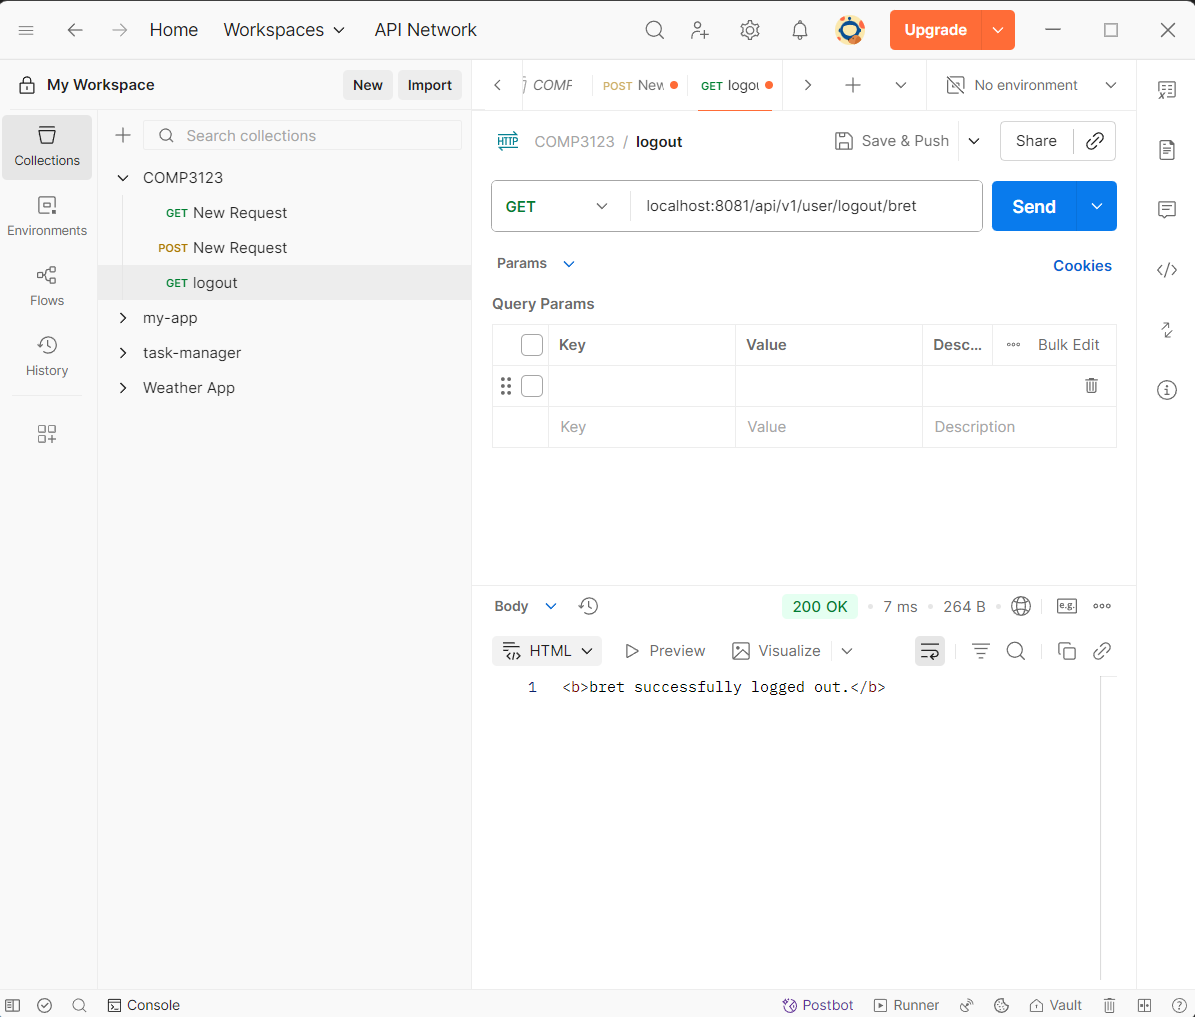 Home Workspaces API Network Upgrade
My Workspace New Import
COMP POST New GET logou No environment
Collections
Search collections
COMP3123
GET New Request
POST New Request
GET logout
my-app
task-manager
Weather App
Environments
Flows
History
HTTP COMP3123 / logout Save & Push Share
GET localhost:8081/api/v1/user/logout/bret Send
Params Cookies
Query Params
Key Value Desc... Bulk Edit
Key Value Description
Body 200 OK 7 ms 264 B e.g.
HTML Preview Visualize
1 <b>bret successfully logged out.</b>
Console Postbot Runner Vault